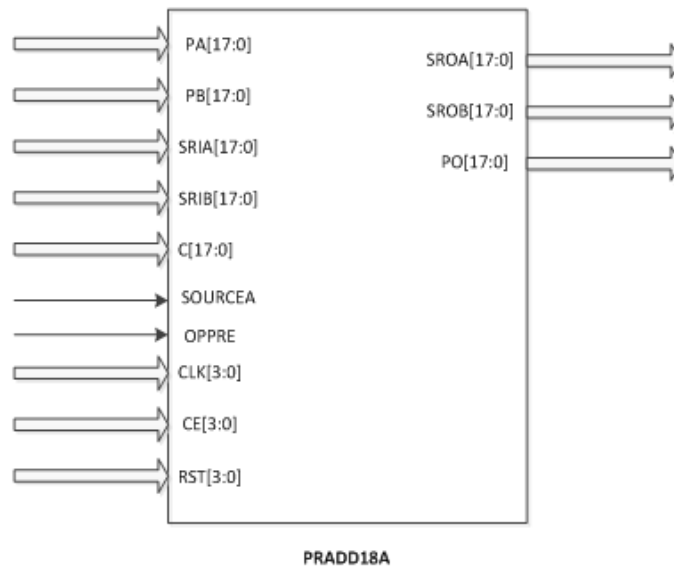 PA[17:0]
PB[17:0]
SRIA[17:0]
SRIB[17:0]
C[17:0]
SOURCEA
OPPRE
CLK[3:0]
CE[3:0]
RST[3:0]
SROA[17:0]
SROB[17:0]
PO[17:0]
PRADD18A